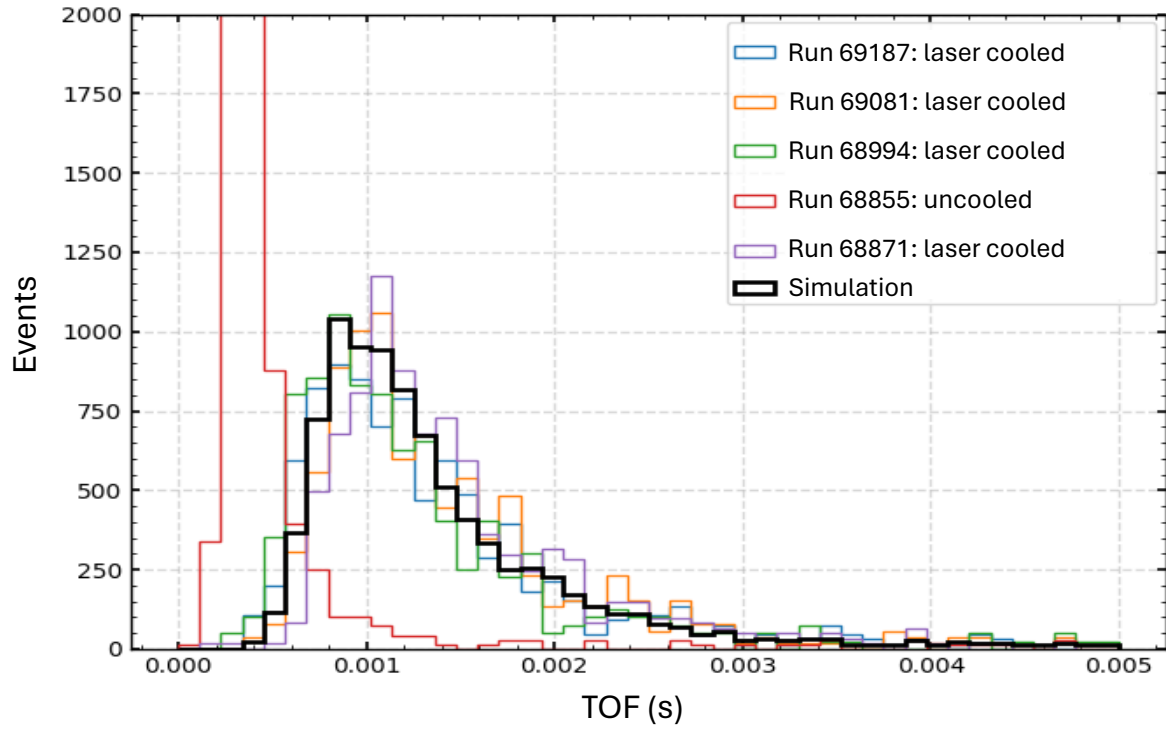 2000
1750
1500
1250
1000
750
500
250
0
Events
0.000
0.001
0.002
0.003
0.004
0.005
TOF (s)
Run 69187: laser cooled
Run 69081: laser cooled
Run 68994: laser cooled
Run 68855: uncooled
Run 68871: laser cooled
Simulation